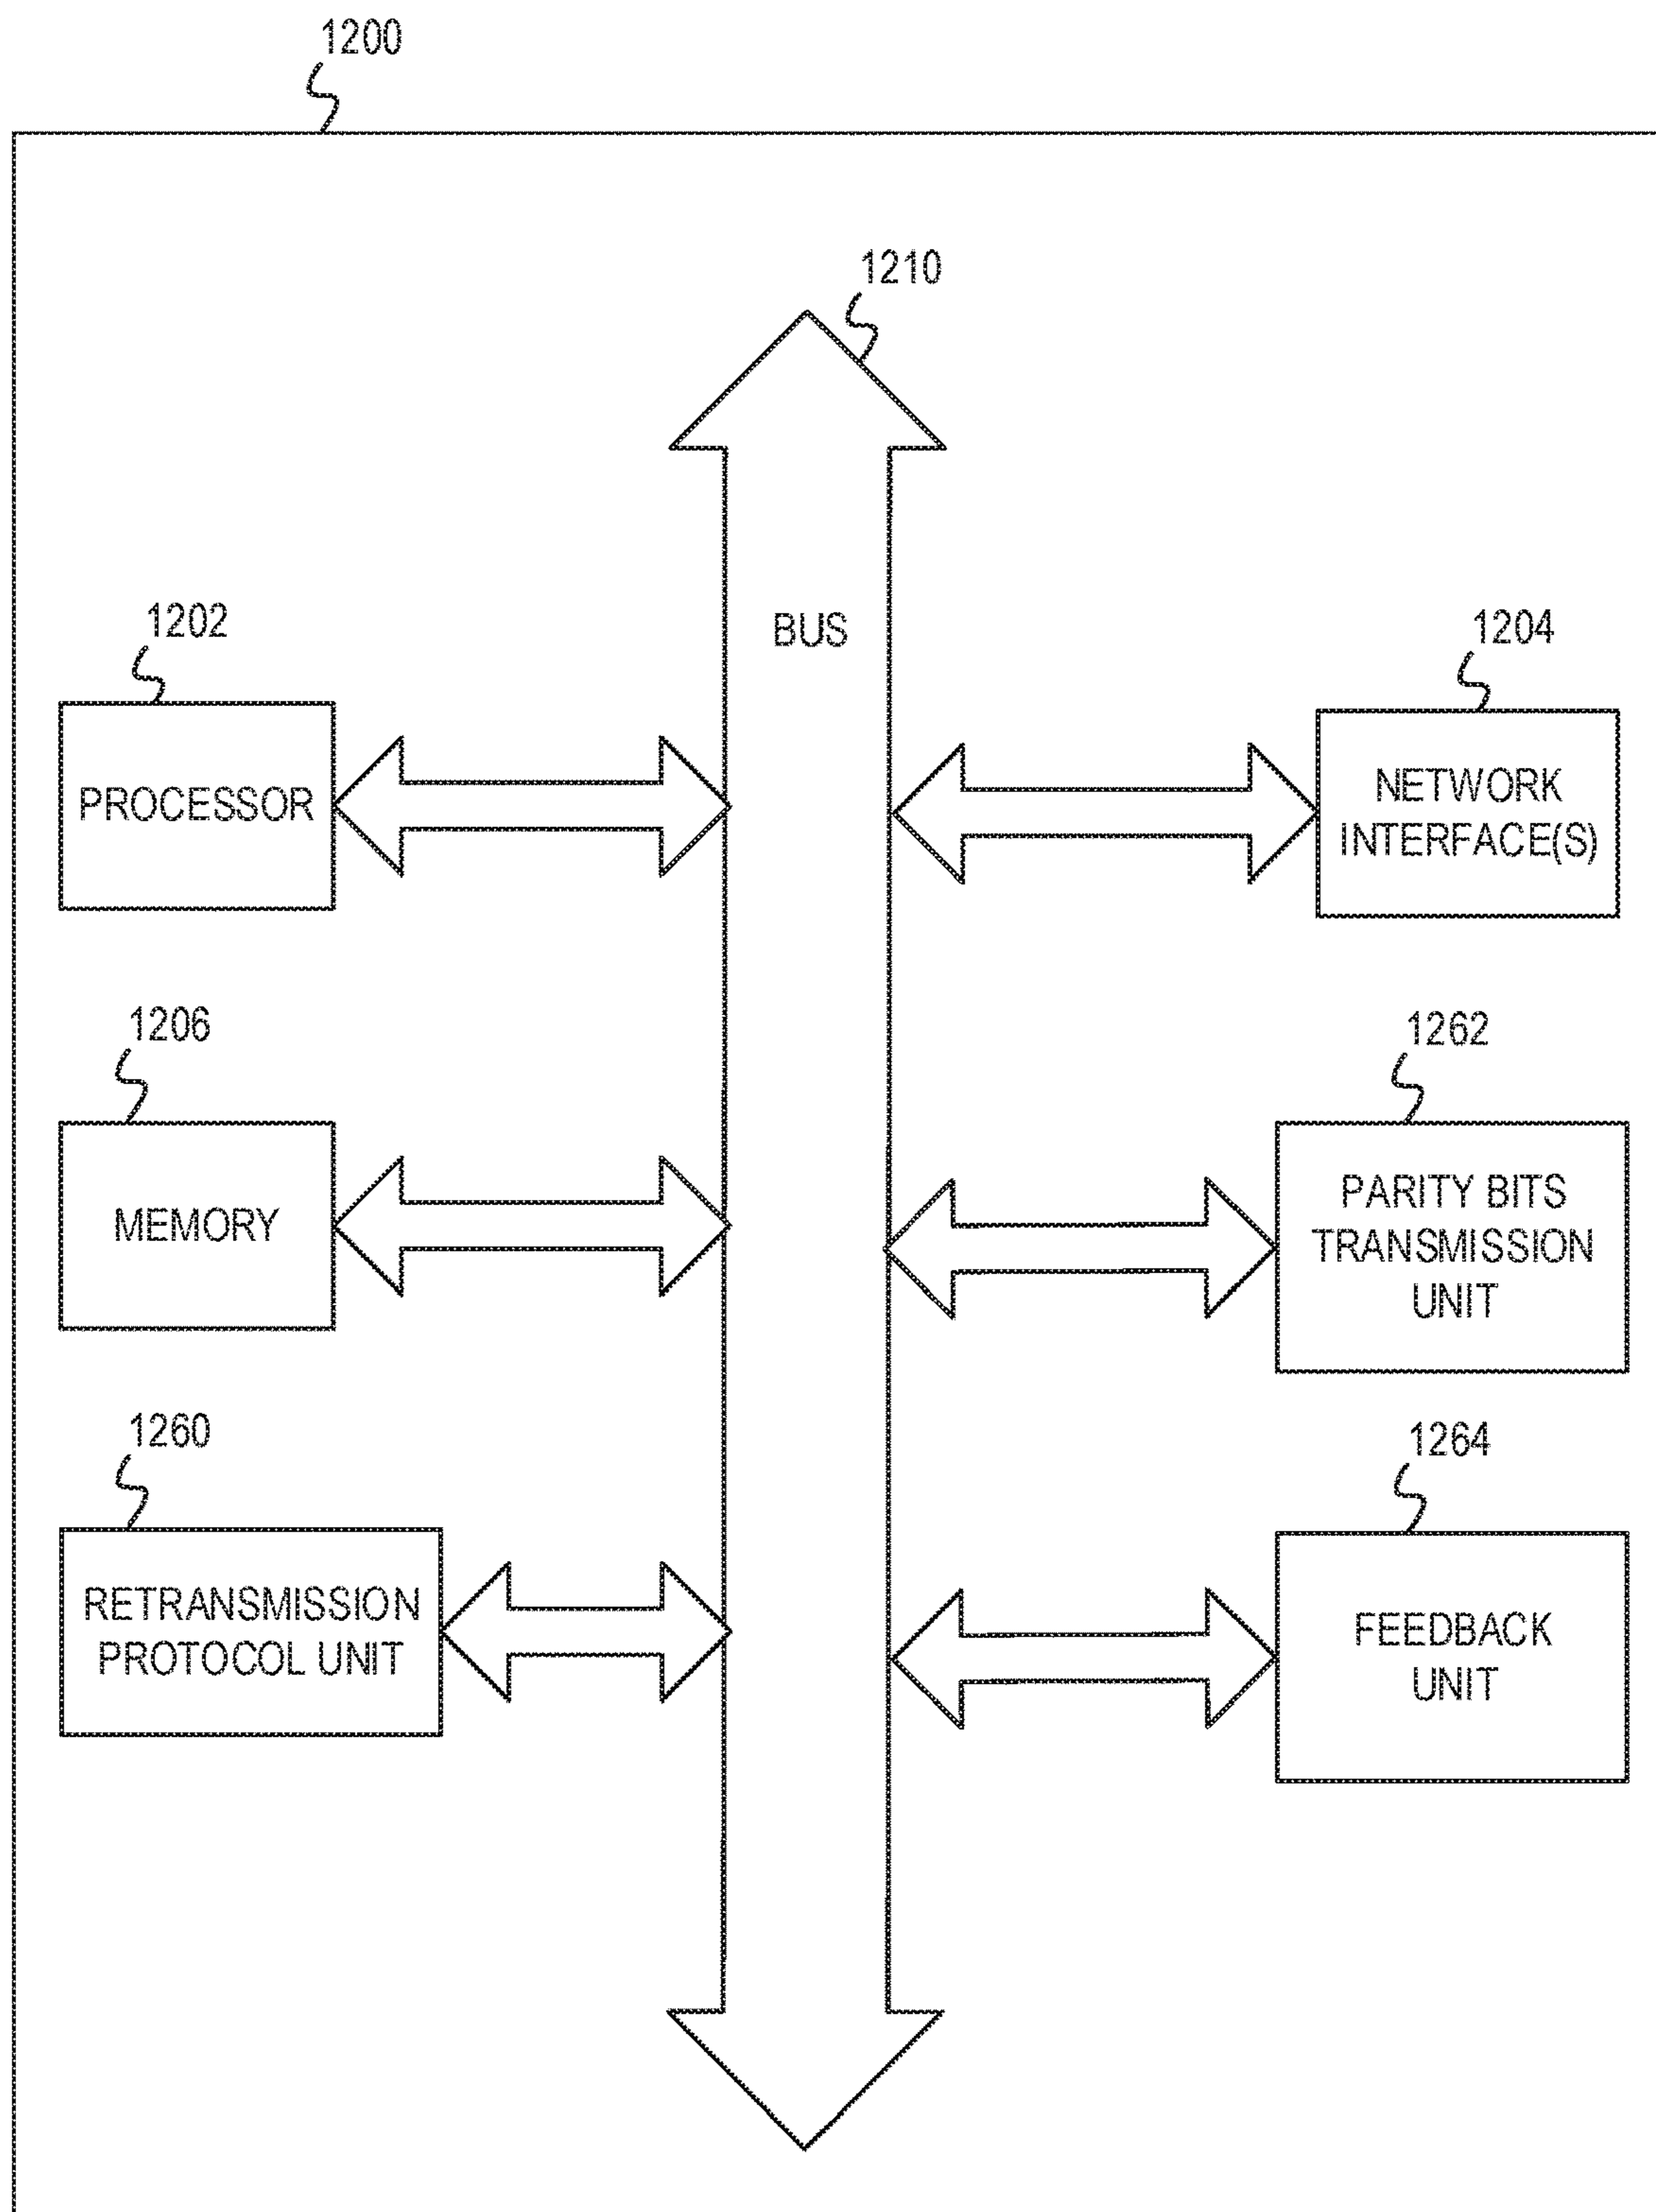 1200
1210
BUS
1202
PROCESSOR
1204
NETWORK
INTERFACE(S)
1206
MEMORY
1262
PARITY BITS
TRANSMISSION
UNIT
1260
RETRANSMISSION
PROTOCOL UNIT
1264
FEEDBACK
UNIT